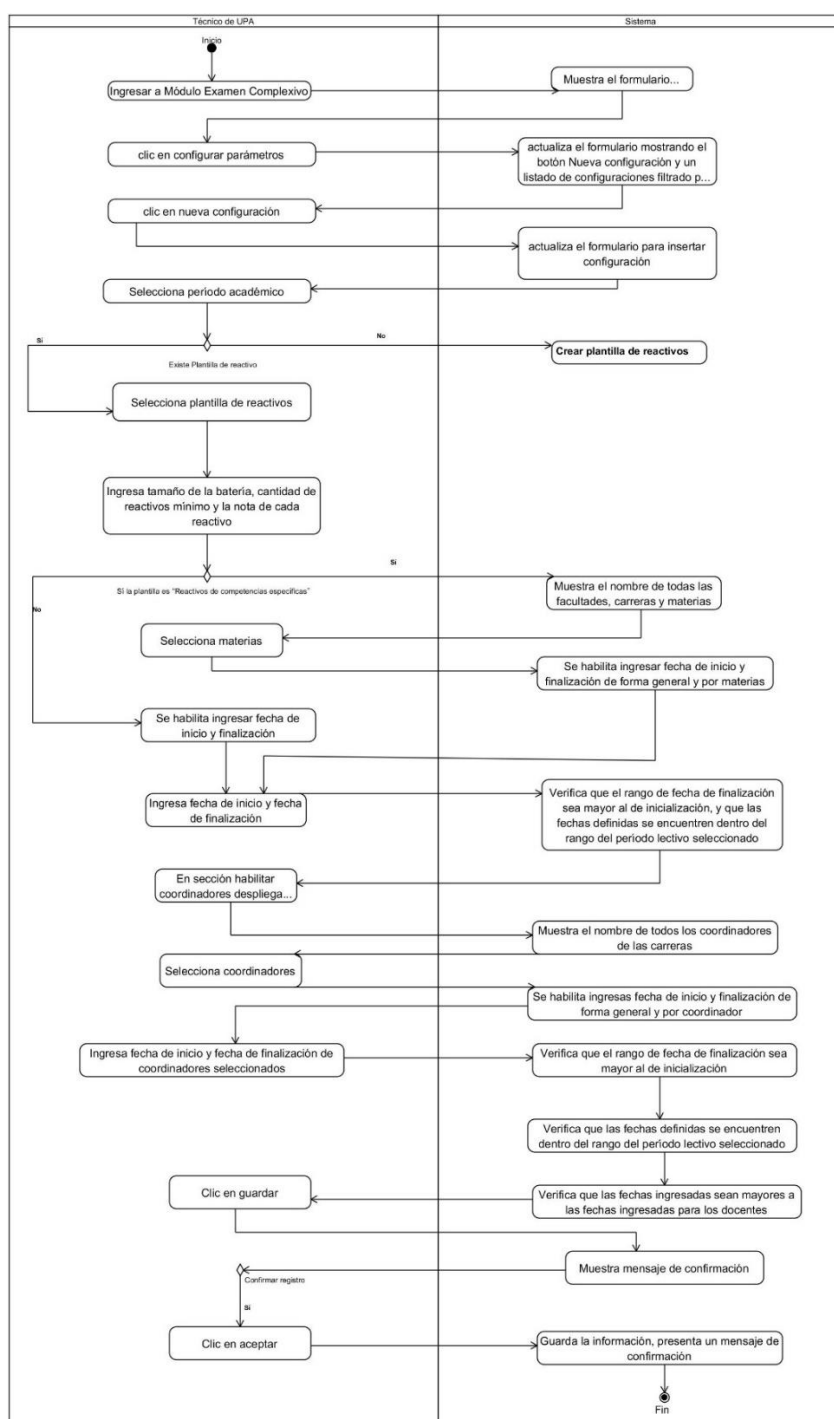 Técnico de UPA
Sistema
Inicio
Ingresar a Módulo Examen Complexivo
Muestra el formulario...
clic en configurar parámetros
actualiza el formulario mostrando el
botón Nueva configuración y un
listado de configuraciones filtrado p...
clic en nueva configuración
actualiza el formulario para insertar
configuración
Selecciona período académico
Sí
No
Existe Plantilla de reactivo
Crear plantilla de reactivos
Selecciona plantilla de reactivos
Ingresa tamaño de la batería, cantidad de
reactivos mínimo y la nota de cada
reactivo
Sí
Sí la plantilla es "Reactivos de competencias específicas"
No
Muestra el nombre de todas las
facultades, carreras y materias
Selecciona materias
Se habilita ingresar fecha de inicio y
finalización de forma general y por materias
Se habilita ingresar fecha de
inicio y finalización
Ingresa fecha de inicio y fecha
de finalización
Verifica que el rango de fecha de finalización
sea mayor al de inicialización, y que las
fechas definidas se encuentren dentro del
rango del período lectivo seleccionado
En sección habilitar
coordinadores despliega...
Muestra el nombre de todos los coordinadores
de las carreras
Selecciona coordinadores
Se habilita ingresas fecha de inicio y finalización de
forma general y por coordinador
Ingresa fecha de inicio y fecha de finalización de
coordinadores seleccionados
Verifica que el rango de fecha de finalización sea
mayor al de inicialización
Verifica que las fechas definidas se encuentren
dentro del rango del período lectivo seleccionado
Clic en guardar
Verifica que las fechas ingresadas sean mayores a
las fechas ingresadas para los docentes
Muestra mensaje de confirmación
Confirmar registro
Sí
Clic en aceptar
Guarda la información, presenta un mensaje de
confirmación
Fin